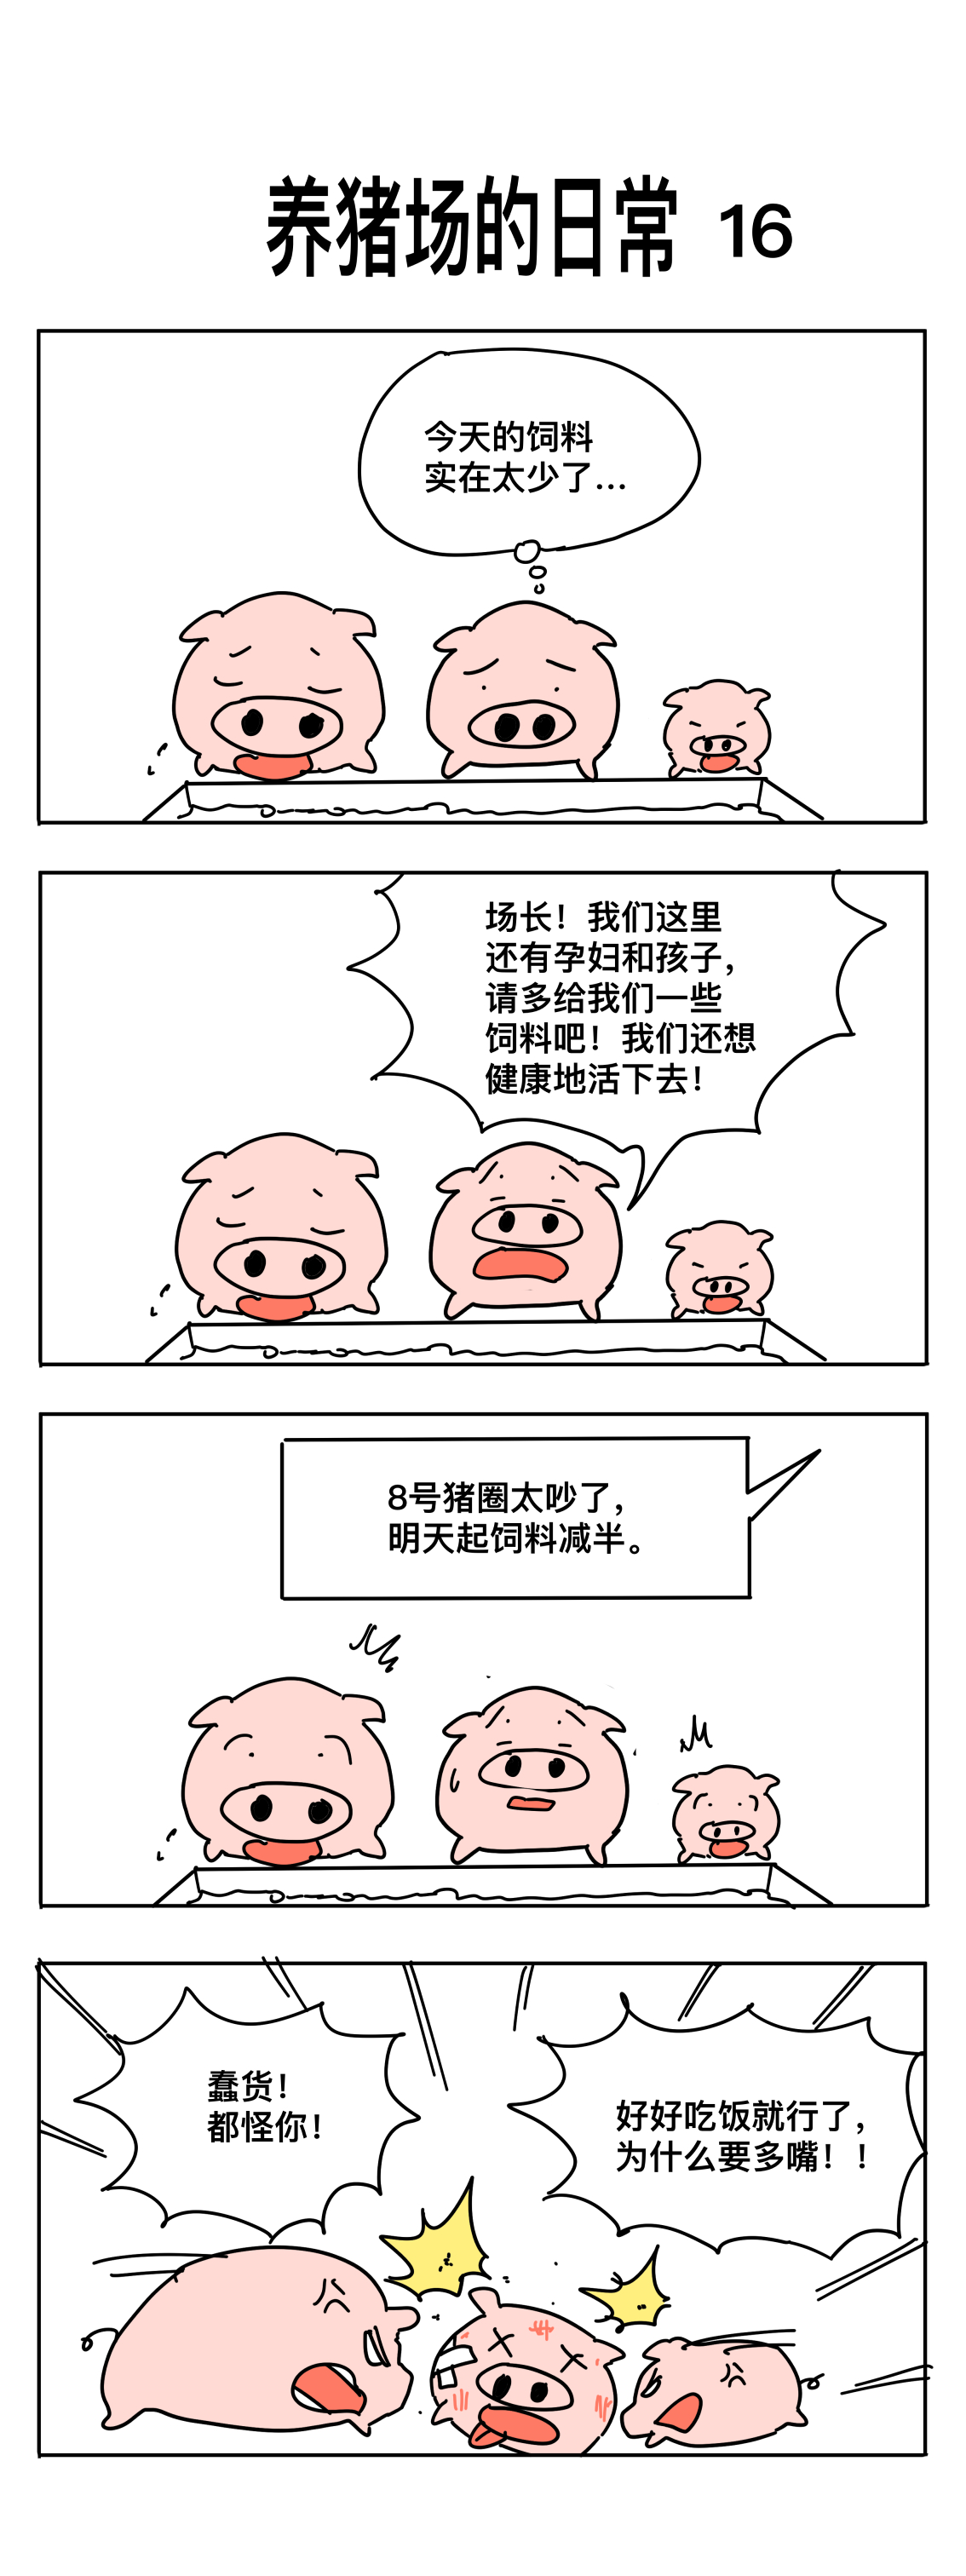 养猪场的日常 16
今天的饲料
实在太少了...
场长！我们这里
还有孕妇和孩子，
请多给我们一些
饲料吧！我们还想
健康地活下去！
8号猪圈太吵了，
明天起饲料减半。
蠢货！
都怪你！
好好吃饭就行了，
为什么要多嘴！！